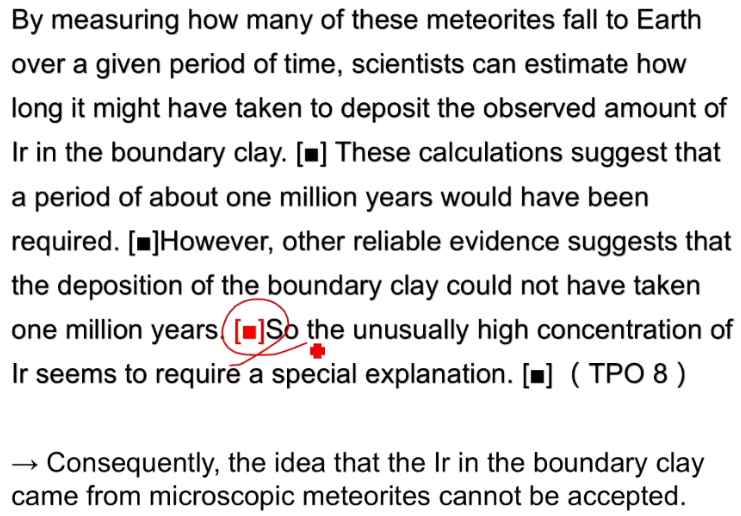 By measuring how many of these meteorites fall to Earth
over a given period of time, scientists can estimate how
long it might have taken to deposit the observed amount of
Ir in the boundary clay. [■] These calculations suggest that
a period of about one million years would have been
required. [■]However, other reliable evidence suggests that
the deposition of the boundary clay could not have taken
one million years. [■]So the unusually high concentration of
Ir seems to require a special explanation. [■] ( TPO 8 )
→ Consequently, the idea that the Ir in the boundary clay
came from microscopic meteorites cannot be accepted.